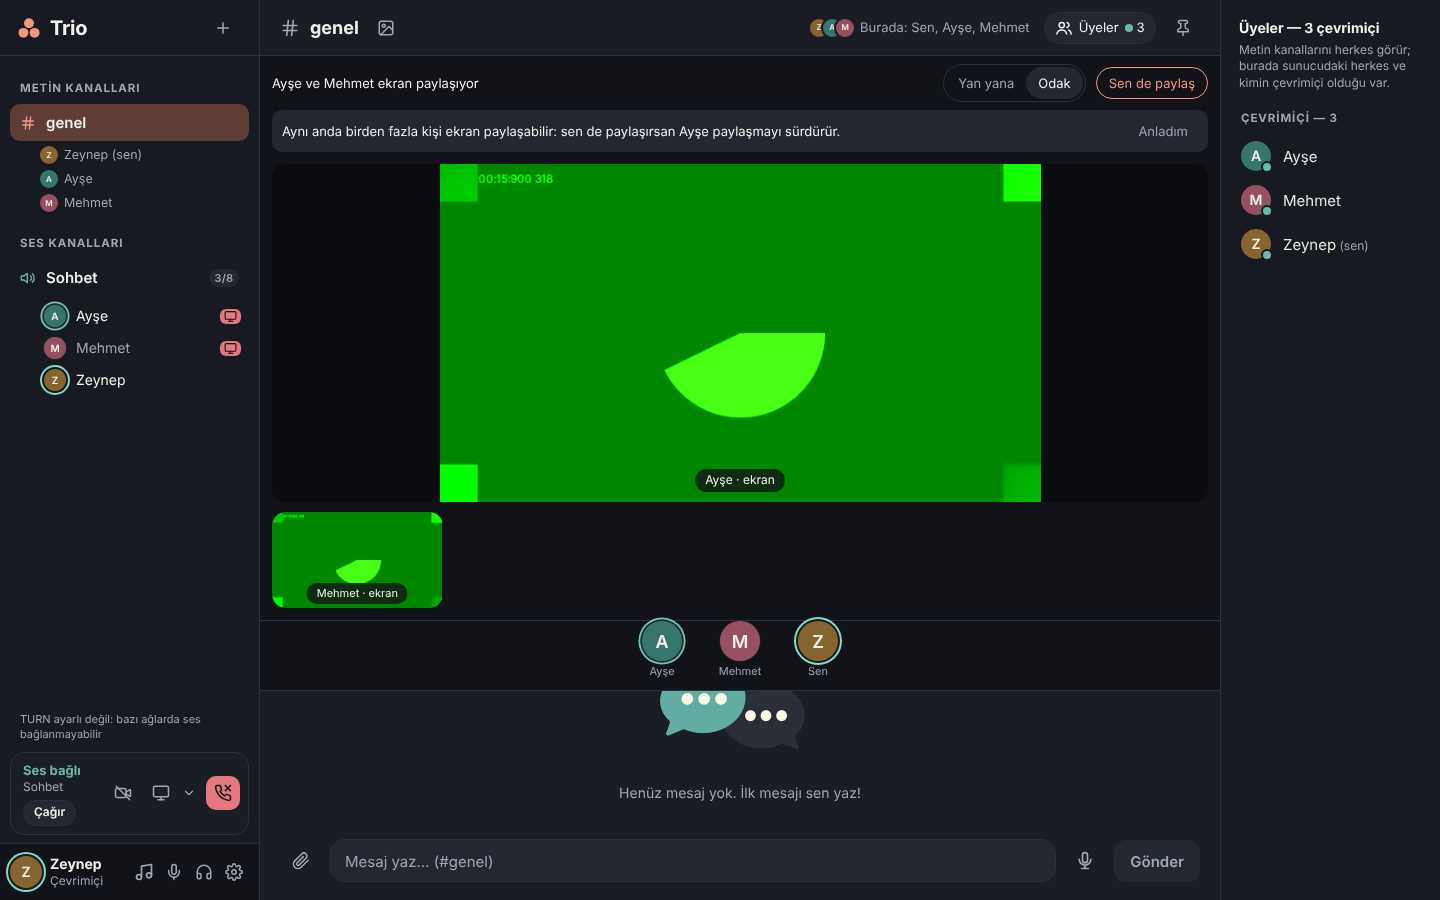 Trio
METİN KANALLARI
genel
Z Zeynep (sen)
A Ayşe
M Mehmet
SES KANALLARI
Sohbet 3/8
A Ayşe
M Mehmet
Z Zeynep
TURN ayarlı değil: bazı ağlarda ses
bağlanmayabilir
Ses bağlı
Sohbet
Çağır
Z Zeynep
Çevrimiçi
# genel
Z A M Burada: Sen, Ayşe, Mehmet
Üyeler 3
Ayşe ve Mehmet ekran paylaşıyor
Yan yana Odak Sen de paylaş
Aynı anda birden fazla kişi ekran paylaşabilir: sen de paylaşırsan Ayşe paylaşmayı sürdürür. Anladım
00:15:900 318
Ayşe · ekran
Mehmet · ekran
A M Z
Ayşe Mehmet Sen
Henüz mesaj yok. İlk mesajı sen yaz!
Mesaj yaz... (#genel) Gönder
Üyeler — 3 çevrimiçi
Metin kanallarını herkes görür;
burada sunucudaki herkes ve
kimin çevrimiçi olduğu var.
ÇEVRİMİÇİ — 3
A Ayşe
M Mehmet
Z Zeynep (sen)